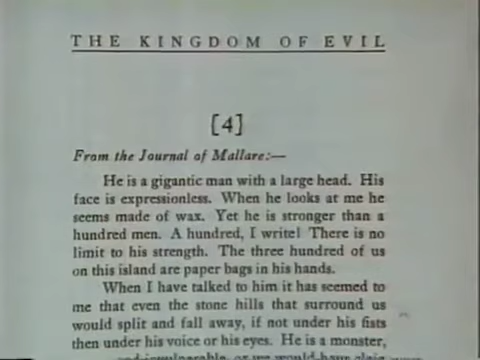 THE KINGDOM OF EVIL
[4]
From the Journal of Mallare:—
He is a gigantic man with a large head. His
face is expressionless. When he looks at me he
seems made of wax. Yet he is stronger than a
hundred men. A hundred, I write! There is no
limit to his strength. The three hundred of us
on this island are paper bags in his hands.
When I have talked to him it has seemed to
me that even the stone hills that surround us
would split and fall away, if not under his fists
then under his voice or his eyes. He is a monster,
or we would have